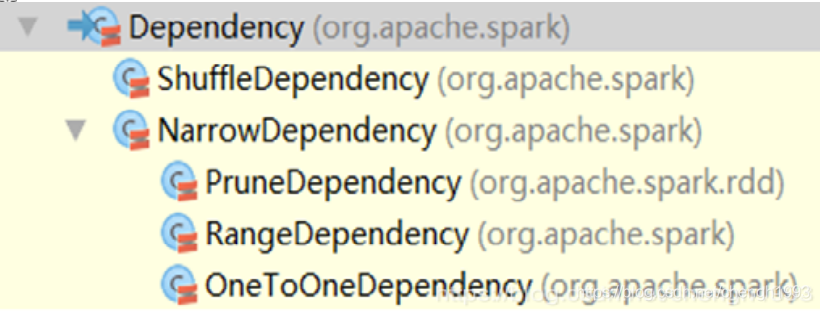 Dependency (org.apache.spark)
ShuffleDependency (org.apache.spark)
NarrowDependency (org.apache.spark)
PruneDependency (org.apache.spark.rdd)
RangeDependency (org.apache.spark)
OneToOneDependency (org.apache.spark)